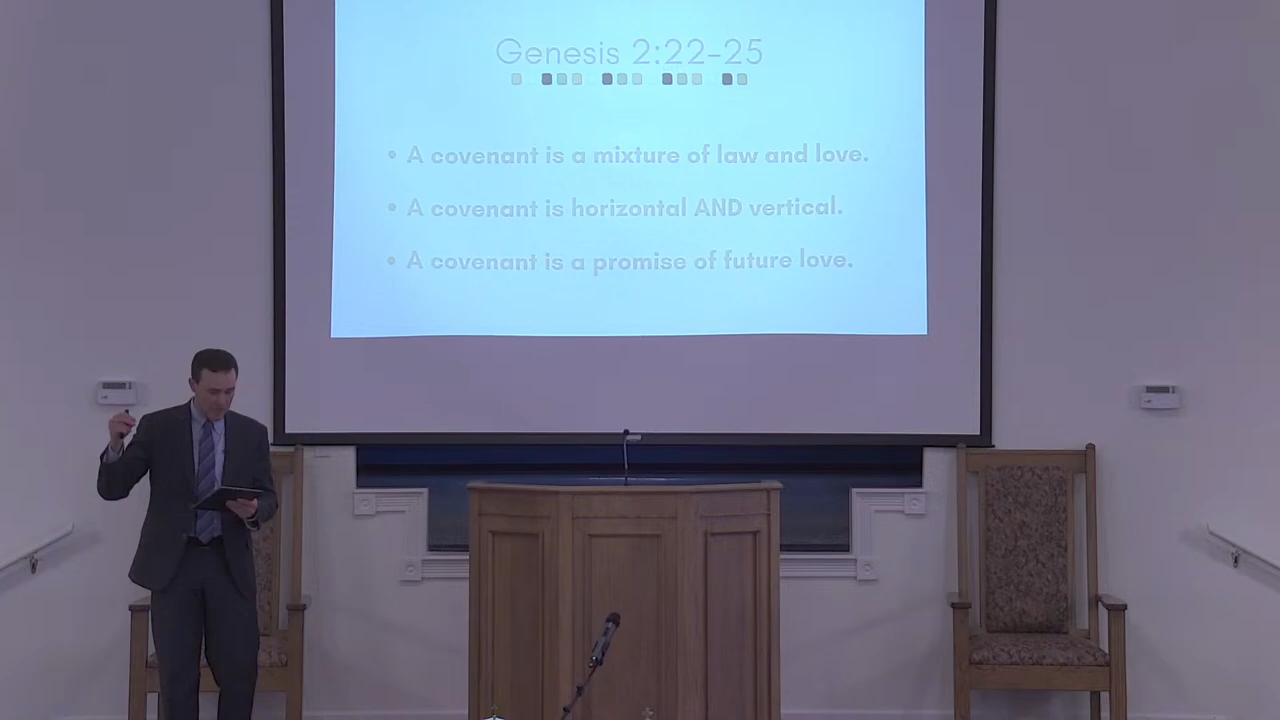 Genesis 2:22-25
• A covenant is a mixture of law and love.
• A covenant is horizontal AND vertical.
• A covenant is a promise of future love.